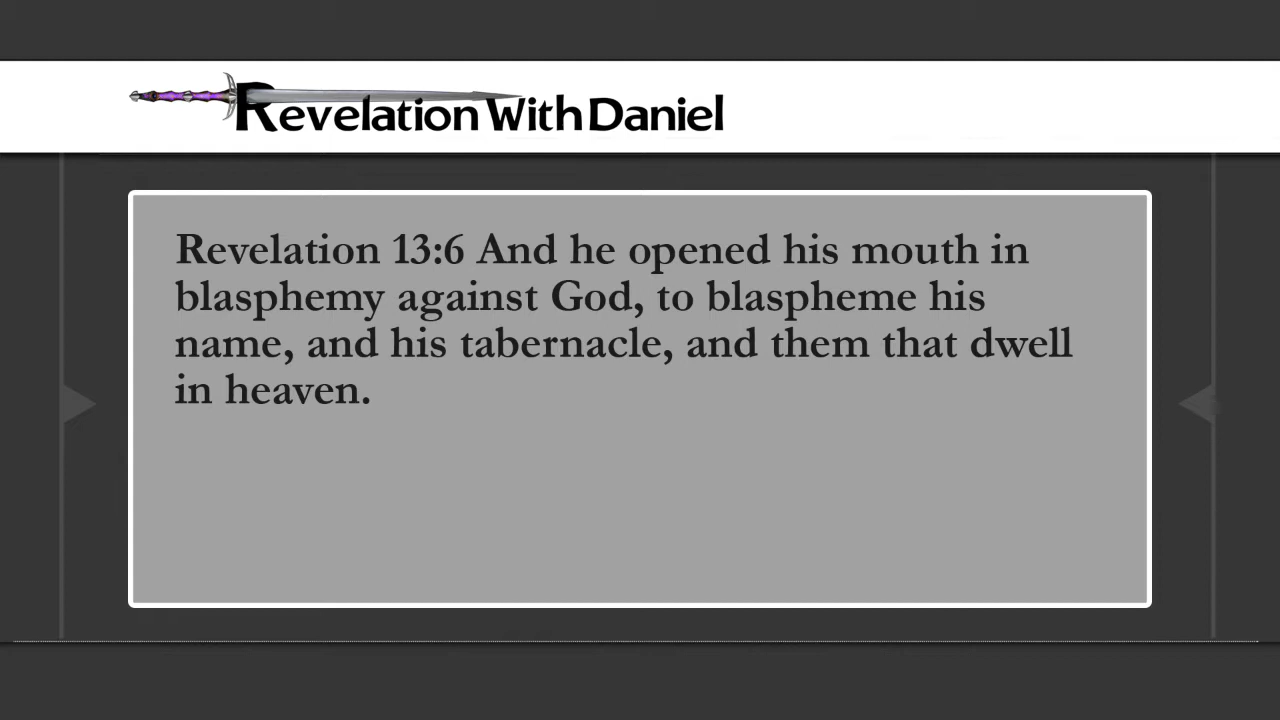 Revelation With Daniel
Revelation 13:6 And he opened his mouth in
blasphemy against God, to blaspheme his
name, and his tabernacle, and them that dwell
in heaven.